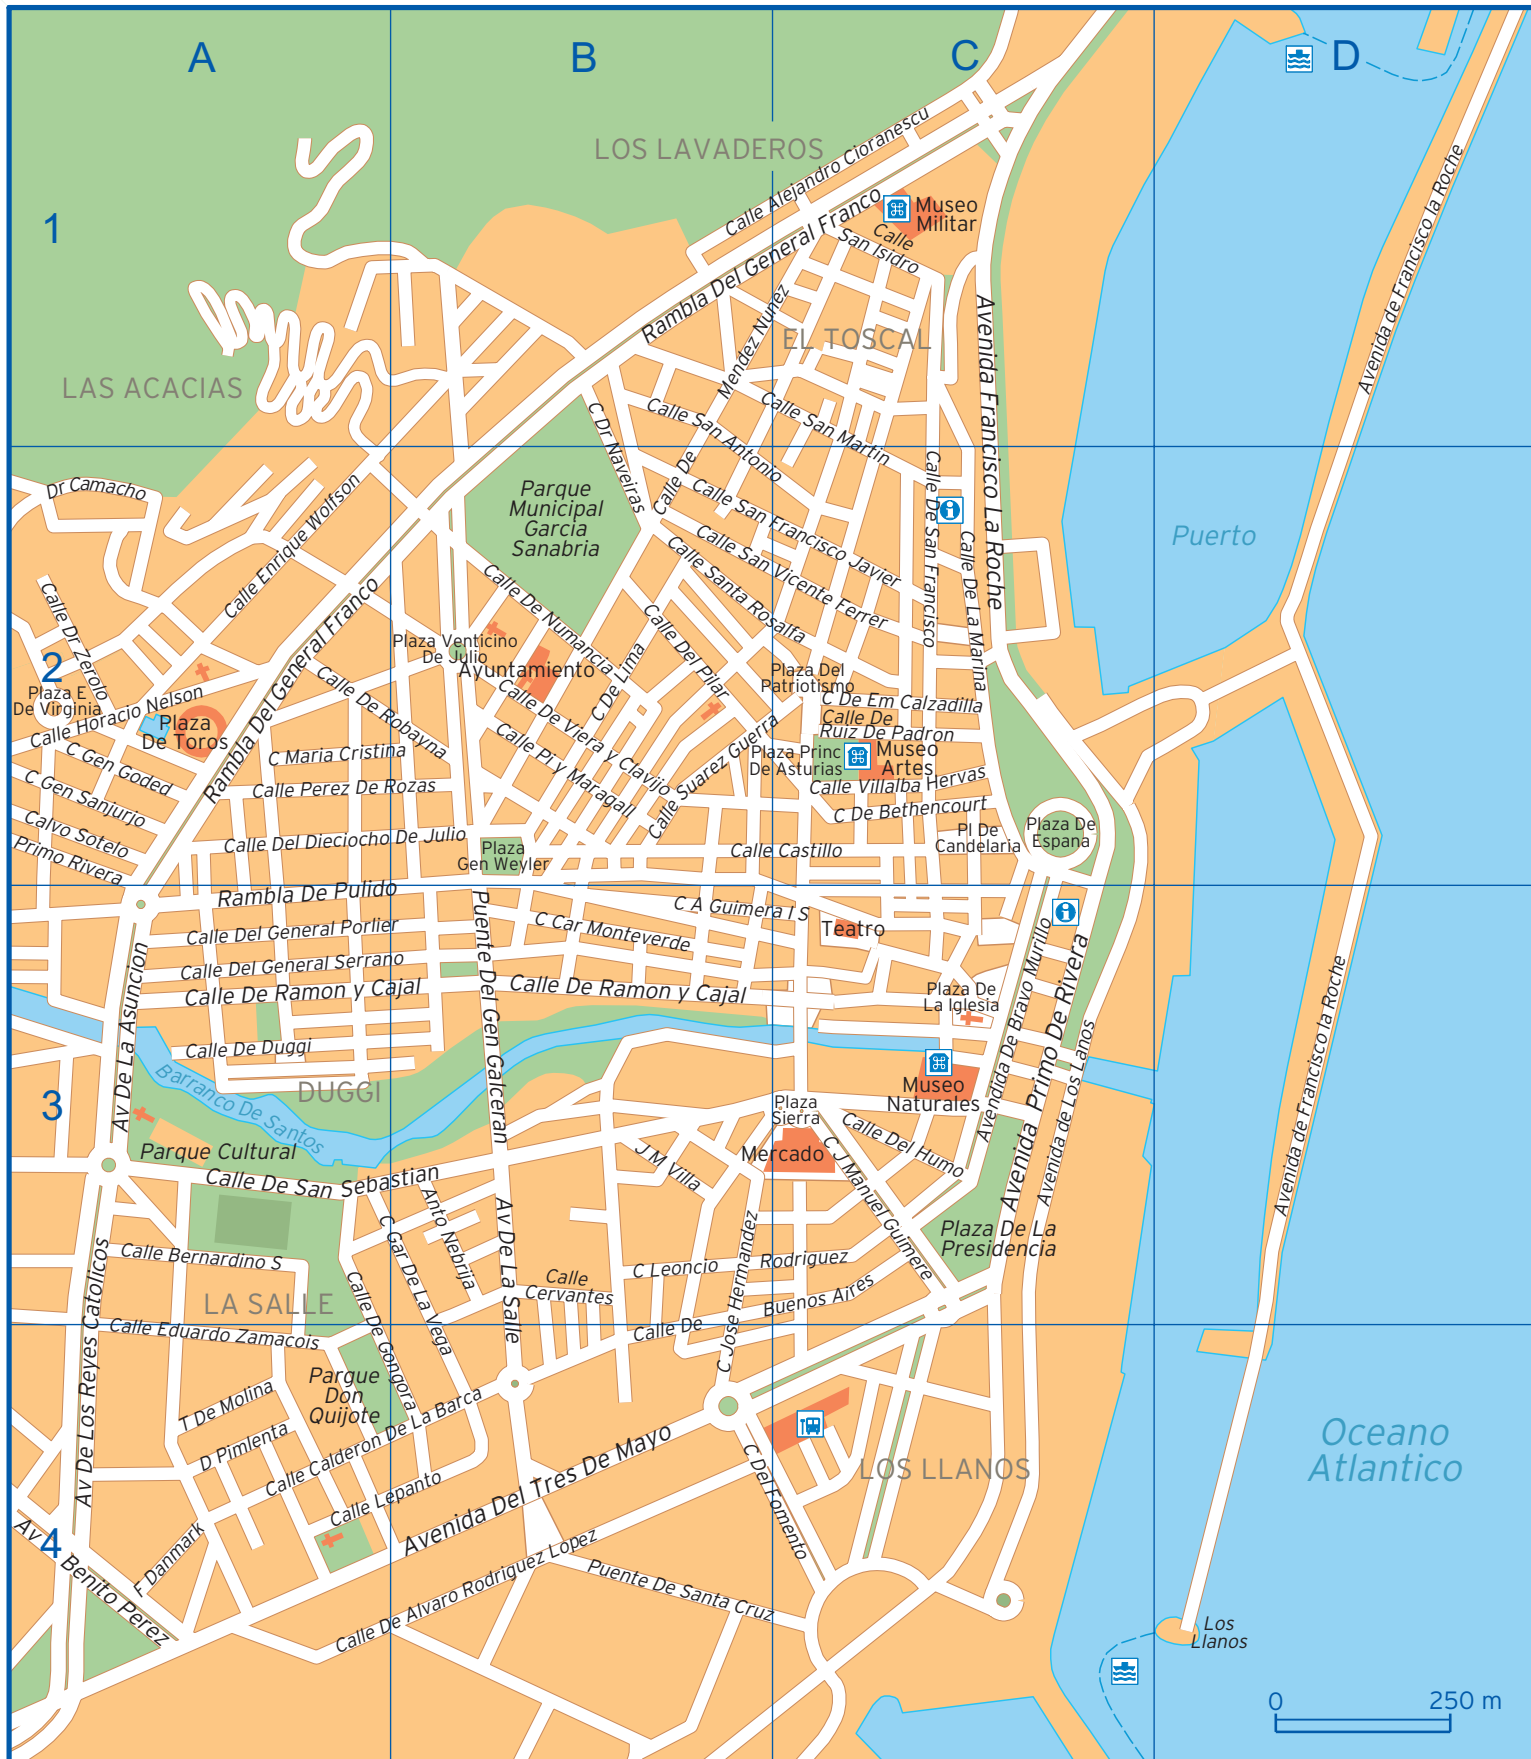 A
B
C
D
1
2
3
4
LOS LAVADEROS
Calle Alejandro Cioranescu
Rambla Del General Franco
Museo
Militar
Calle
San Isidro
Mendez Nunez
Calle De
EL TOSCAL
LAS ACACIAS
Avenida Francisco La Roche
Avenida de Francisco la Roche
Calle San Martin
Calle San Antonio
C Dr Naveiras
Dr Camacho
Calle Enrique Wolfson
Parque
Municipal
Garcia
Sanabria
Calle San Francisco Javier
Calle San Vicente Ferrer
Calle Santa Rosalfa
Calle De San Francisco
Calle De La Marina
Puerto
Calle Dr Zerolo
Rambla Del General Franco
Calle De Numancia
Plaza Venticino
De Julio
Ayuntamiento
C De Lima
Calle Del Pilar
Plaza Del
Patriotismo
C De Em Calzadilla
Calle De
Ruiz De Padron
Plaza E
De Virginia
Calle Horacio Nelson
Plaza
De Toros
Calle De Robayna
Calle De Viera y Clavijo
Calle Pi y Maragall
Calle Suarez Guerra
Plaza Princ
De Asturias
Museo
Artes
Calle Villalba Hervas
C De Bethencourt
C Maria Cristina
C Gen Goded
C Gen Sanjurjo
Calle Perez De Rozas
Calvo Sotelo
Primo Rivera
Calle Del Dieciocho De Julio
Plaza
Gen Weyler
Calle Castillo
Pl De
Candelaria
Plaza De
Espana
Rambla De Pulido
C A Guimera I S
Teatro
Calle Del General Porlier
C Car Monteverde
Calle Del General Serrano
Calle De Ramon y Cajal
Calle De Ramon y Cajal
Plaza De
La Iglesia
Avendida De Bravo Murillo
Avenida Primo De Rivera
Avenida de Los Llanos
Avenida de Francisco la Roche
Av De La Asuncion
Puente Del Gen Galceran
Calle De Duggi
DUGGI
Barranco De Santos
Museo
Naturales
Plaza
Sierra
Mercado
Calle Del Humo
Parque Cultural
Calle De San Sebastian
J M Villa
C J Manuel Guimere
Plaza De La
Presidencia
Anto Nebrija
C Gar De La Vega
Av De La Salle
C Jose Hernandez
Calle Bernardino S
C Leoncio
Rodriguez
Calle
Cervantes
Buenos Aires
Calle De
LA SALLE
Calle De Gongora
Av De Los Reyes Catolicos
Calle Eduardo Zamacois
Parque
Don
Quijote
T De Molina
D Pimlenta
Calle Calderon De La Barca
Calle Lepanto
Avenida Del Tres De Mayo
C Del Fomento
LOS LLANOS
Oceano
Atlantico
Av
Benito Perez
F Danmark
Calle De Alvaro Rodriguez Lopez
Puente De Santa Cruz
Los
Llanos
0
250 m